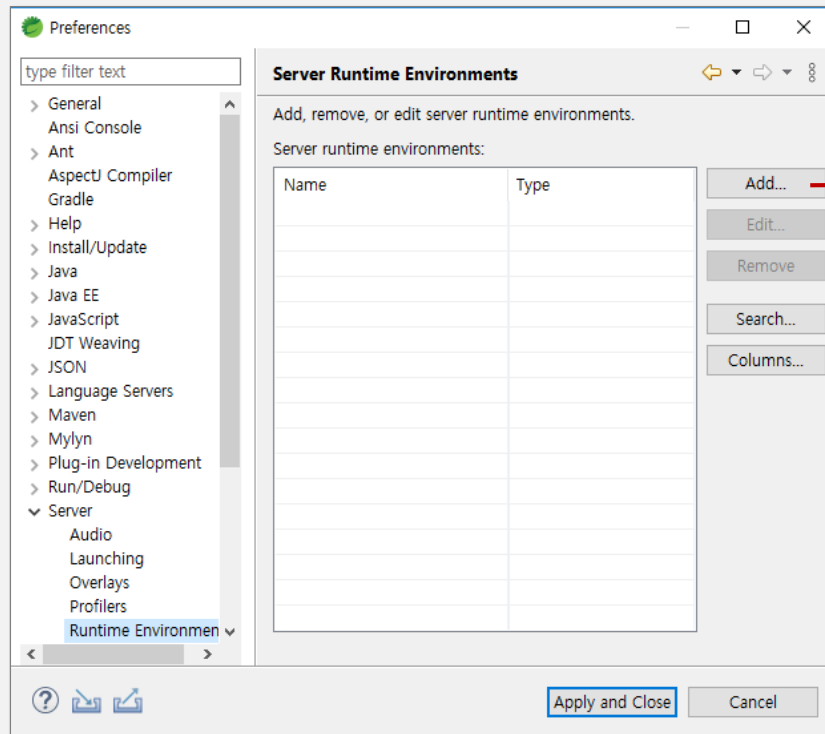 Preferences
type filter text
General
Ansi Console
Ant
AspectJ Compiler
Gradle
Help
Install/Update
Java
Java EE
JavaScript
JDT Weaving
JSON
Language Servers
Maven
Mylyn
Plug-in Development
Run/Debug
Server
Audio
Launching
Overlays
Profilers
Runtime Environmen
Server Runtime Environments
Add, remove, or edit server runtime environments.
Server runtime environments:
Name Type
Add...
Edit...
Remove
Search...
Columns...
Apply and Close Cancel